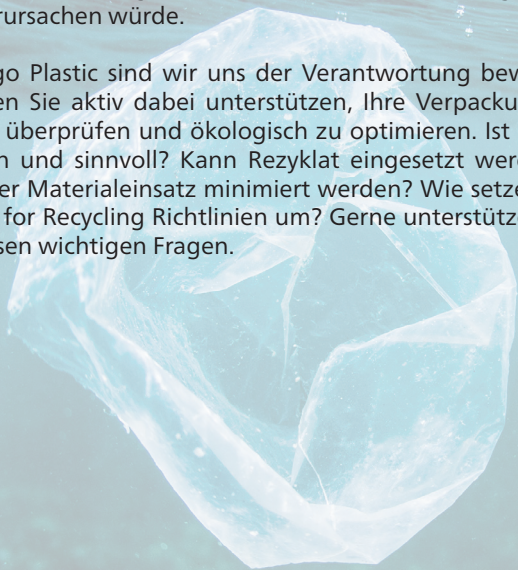 rursachen würde.
go Plastic sind wir uns der Verantwortung bew
en Sie aktiv dabei unterstützen, Ihre Verpacku
überprüfen und ökologisch zu optimieren. Ist
n und sinnvoll? Kann Rezyklat eingesetzt werd
er Materialeinsatz minimiert werden? Wie setze
for Recycling Richtlinien um? Gerne unterstütze
sen wichtigen Fragen.